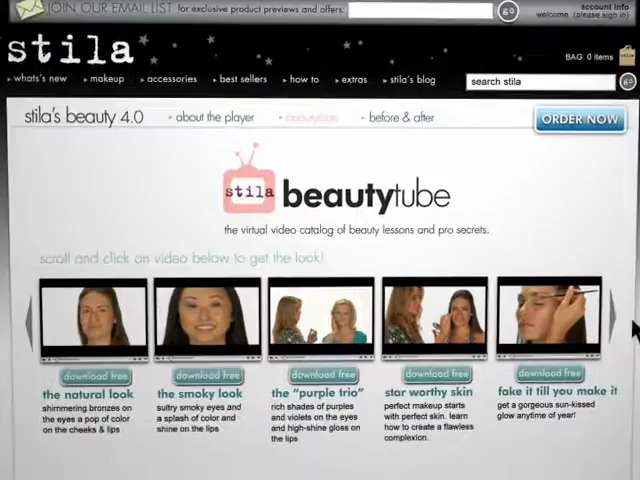 JOIN OUR EMAIL LIST for exclusive product previews and offers: go
account info
welcome, (please sign in)
stila
BAG: 0 items
what's new makeup accessories best sellers how to extras stila's blog
search stila go
stila's beauty 4.0 about the player beautytube before & after ORDER NOW
stila beautytube
the virtual video catalog of beauty lessons and pro secrets.
scroll and click on video below to get the look!
download free download free download free download free download free
the natural look
shimmering bronzes on
the eyes a pop of color
on the cheeks & lips
the smoky look
sultry smoky eyes and
a splash of color and
shine on the lips
the "purple trio"
rich shades of purples
and violets on the eyes
and high-shine gloss on
the lips
star worthy skin
perfect makeup starts
with perfect skin. learn
how to create a flawless
complexion.
fake it till you make it
get a gorgeous sun-kissed
glow anytime of year!